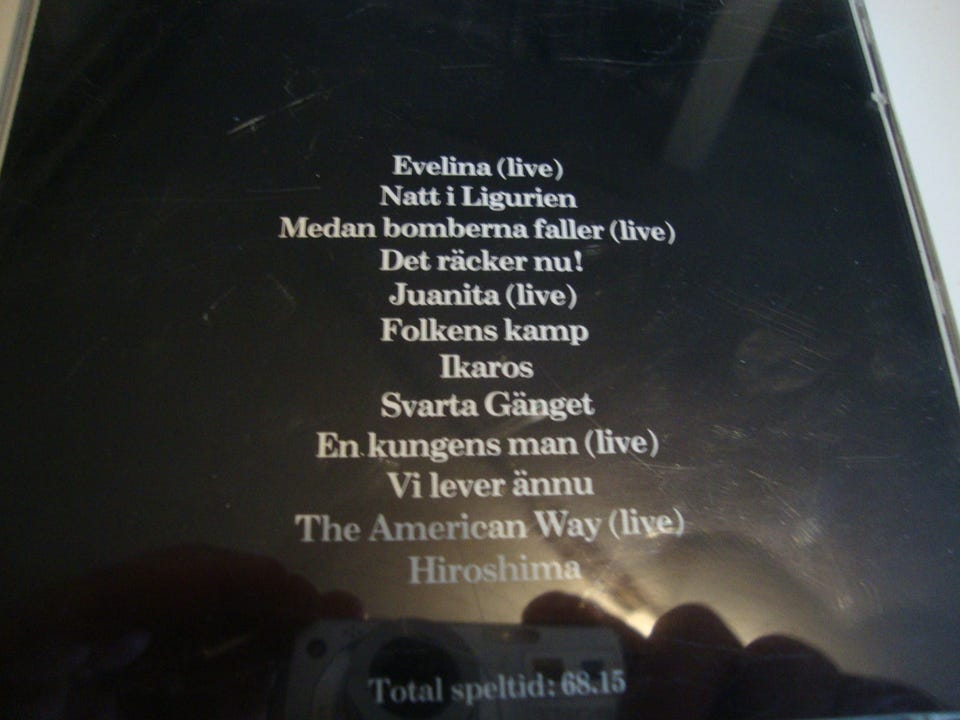 Evelina (live)
Natt i Ligurien
Medan bomberna faller (live)
Det räcker nu!
Juanita (live)
Folkens kamp
Ikaros
Svarta Gänget
En kungens man (live)
Vi lever ännu
The American Way (live)
Hiroshima
Total speltid: 68.15